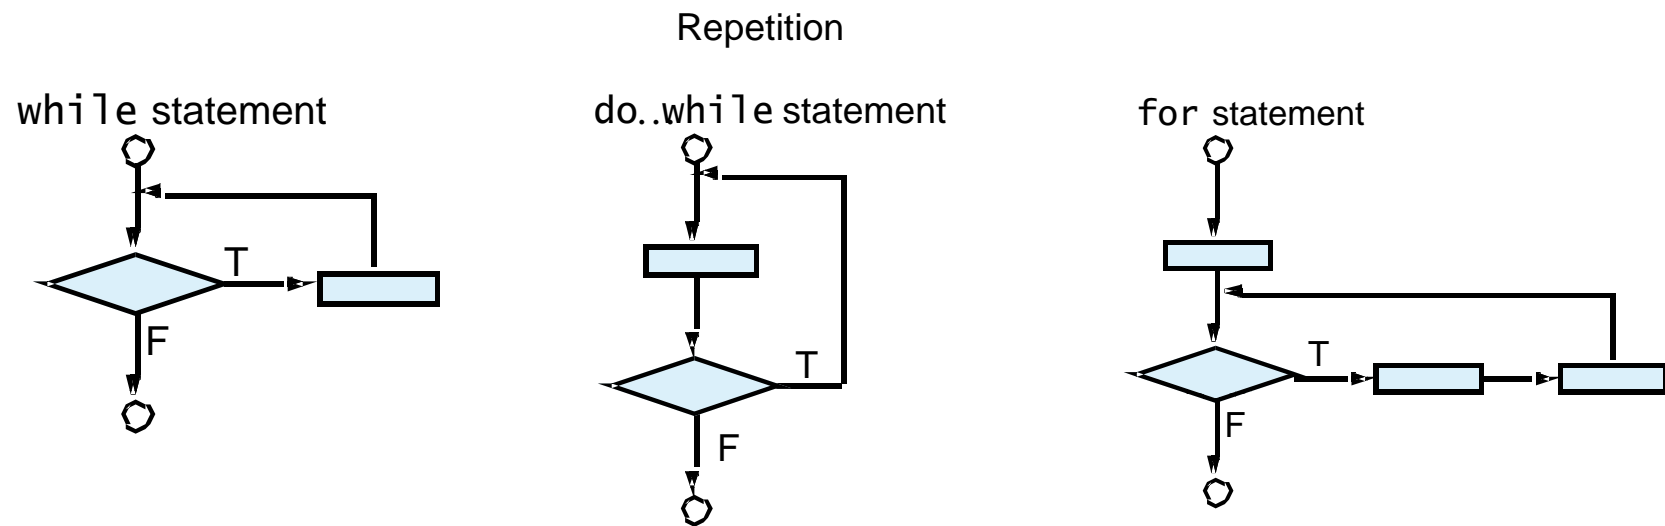 Repetition
while statement
do...while statement
for statement
T
F
T
F
T
F